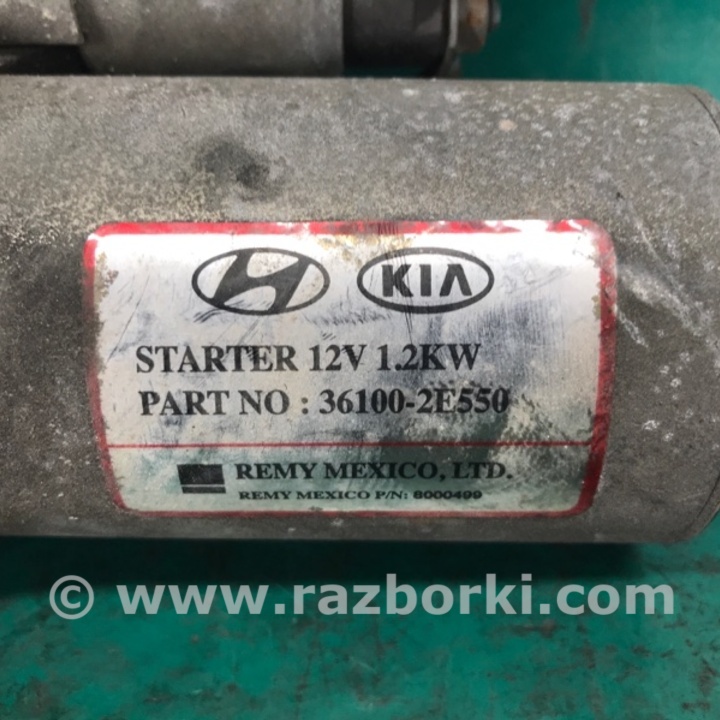 KIA
STARTER 12V 1.2KW
PART NO : 36100-2E550
REMY MEXICO, LTD.
REMY MEXICO P/N: 8000499
© www.razborki.com